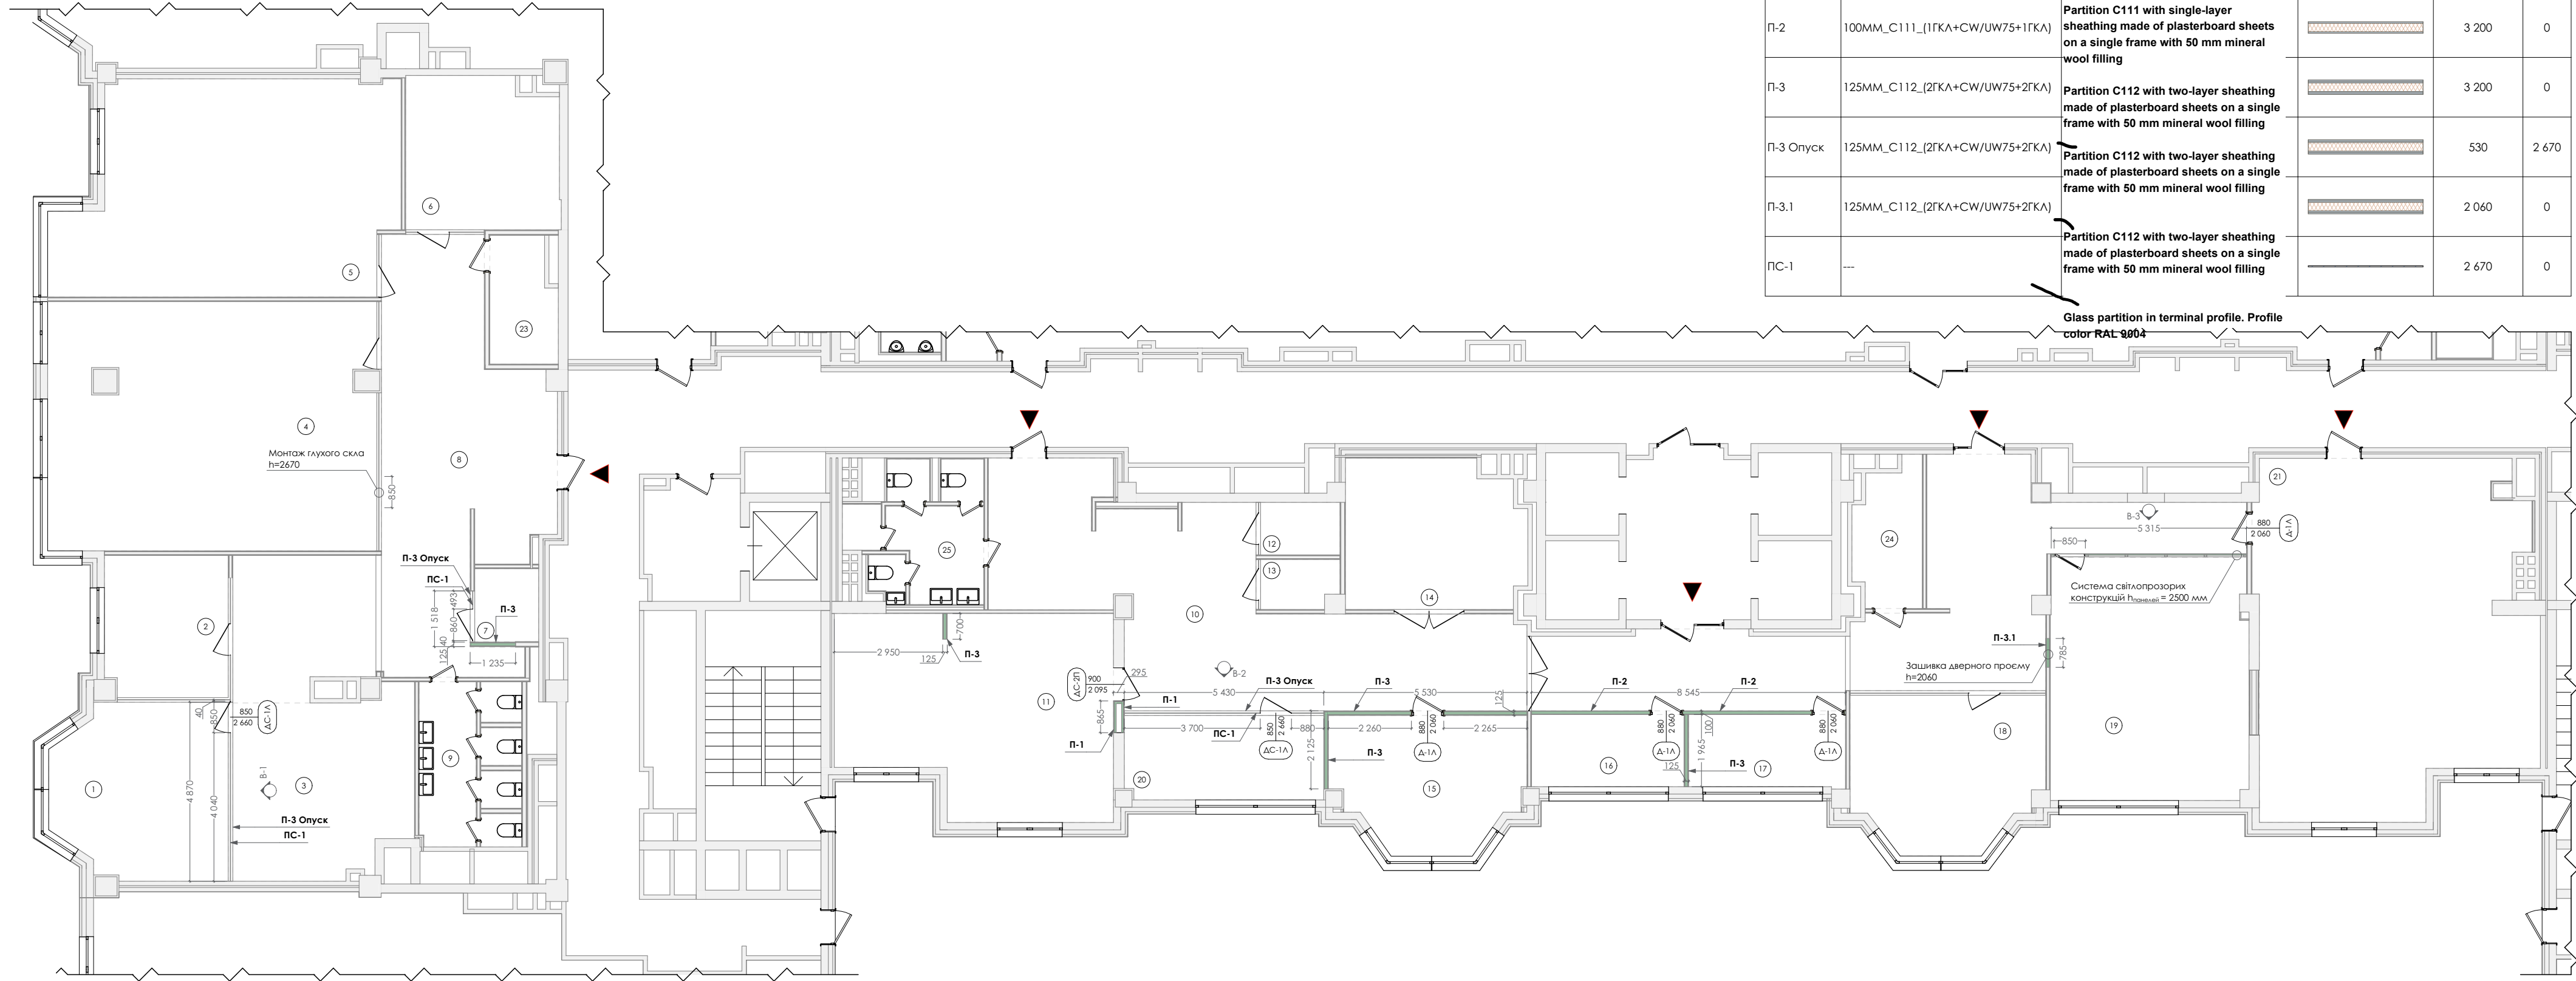 П-2
100ММ_С111_(1ГКЛ+CW/UW75+1ГКЛ)
Partition C111 with single-layer
sheathing made of plasterboard sheets
on a single frame with 50 mm mineral
wool filling
3 200
0
П-3
125ММ_С112_(2ГКЛ+CW/UW75+2ГКЛ)
Partition C112 with two-layer sheathing
made of plasterboard sheets on a single
frame with 50 mm mineral wool filling
3 200
0
П-3 Опуск
125ММ_С112_(2ГКЛ+CW/UW75+2ГКЛ)
Partition C112 with two-layer sheathing
made of plasterboard sheets on a single
frame with 50 mm mineral wool filling
530
2 670
П-3.1
125ММ_С112_(2ГКЛ+CW/UW75+2ГКЛ)
Partition C112 with two-layer sheathing
made of plasterboard sheets on a single
frame with 50 mm mineral wool filling
2 060
0
ПС-1
---
2 670
0
Glass partition in terminal profile. Profile
color RAL 9004
6
5
23
4
Монтаж глухого скла
h=2670
850
8
П-3 Опуск
ПС-1
П-3
493
1 518
860
40
125
7
1 235
2
40
850
850
2 660
ДС-1Л
4 870
4 040
В-1
1
3
9
П-3 Опуск
ПС-1
25
12
13
14
10
2 950
125
700
П-3
11
ДС-2П
900
2 095
295
865
П-1
П-1
20
В-2
5 430
П-3 Опуск
3 700
ПС-1
850
2 660
ДС-1Л
880
П-3
5 530
125
2 260
880
2 060
Д-1Л
2 265
2 125
П-3
15
П-2
8 545
П-2
880
2 060
Д-1Л
100
1 965
125
П-3
16
17
880
2 060
Д-1Л
24
21
В-3
5 315
880
2 060
Д-1Л
850
Система світлопрозорих
конструкцій hпанелей = 2500 мм
П-3.1
785
Зашивка дверного проєму
h=2060
18
19